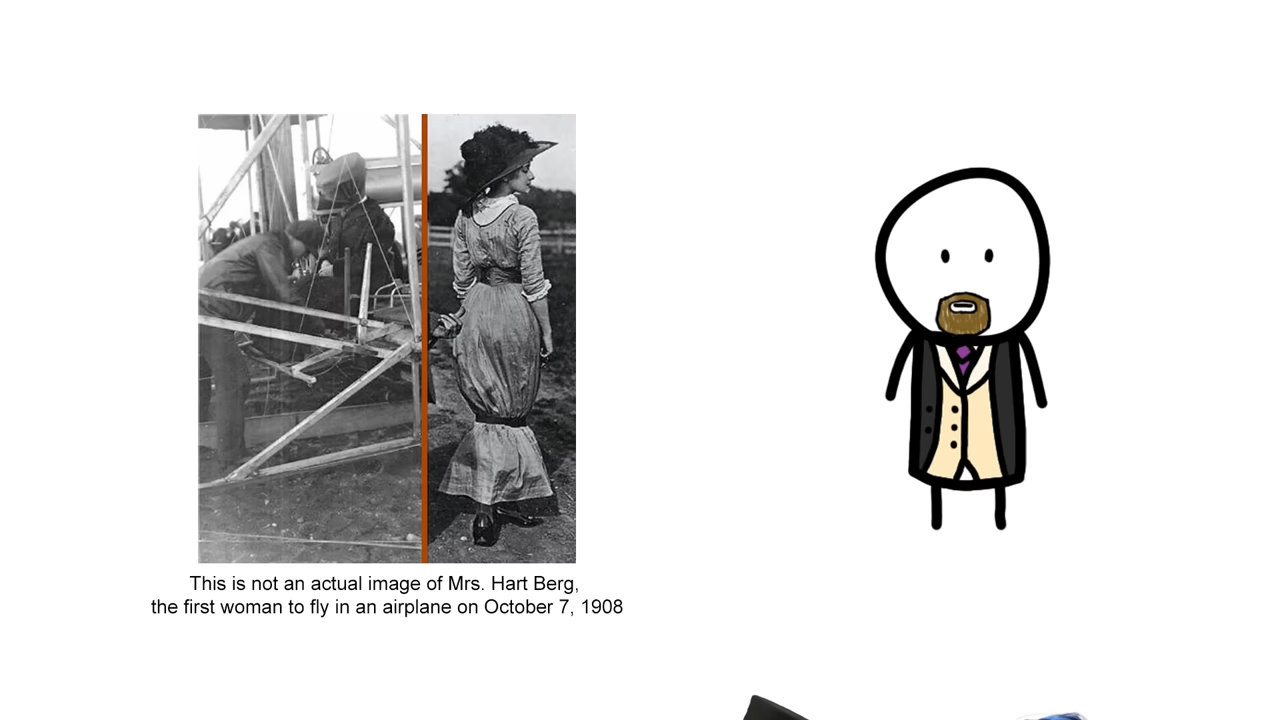 This is not an actual image of Mrs. Hart Berg,
the first woman to fly in an airplane on October 7, 1908